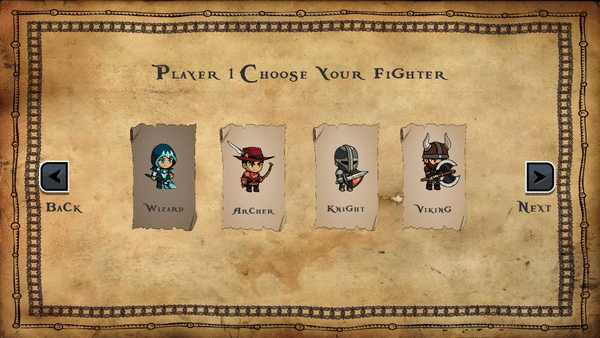 Player 1 Choose Your Fighter
Wizard
Archer
Knight
Viking
Back
Next